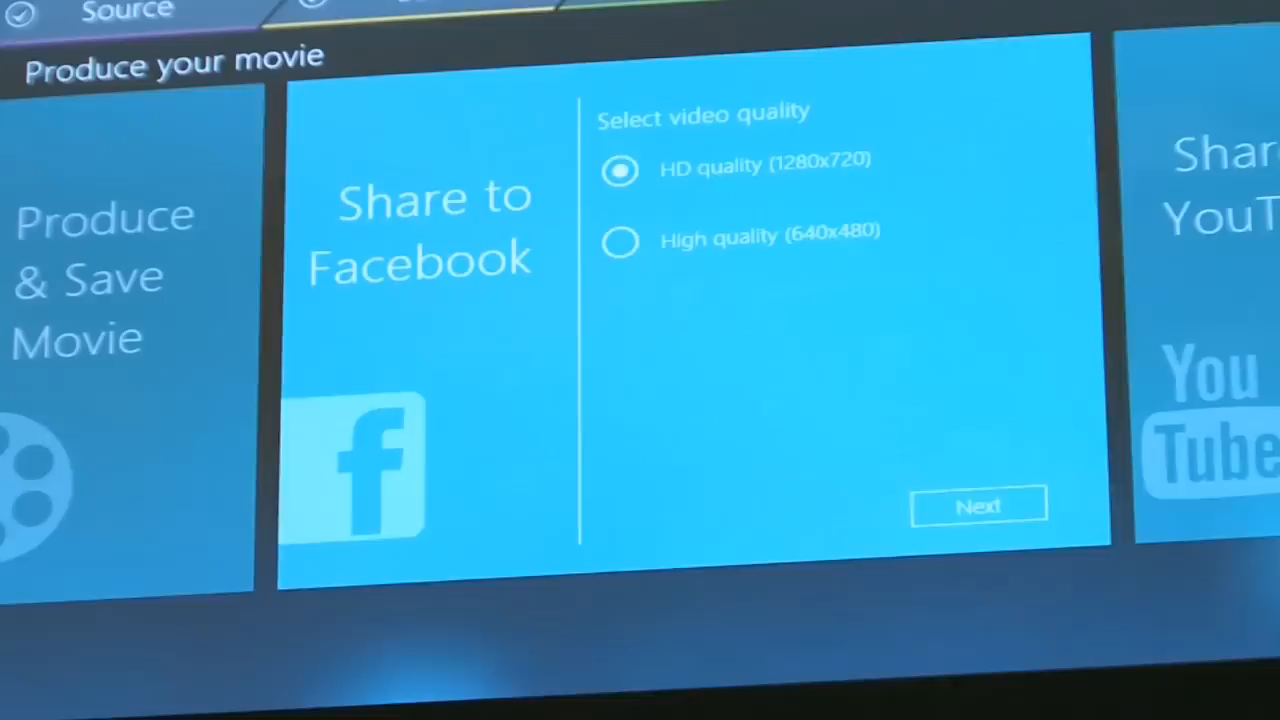 Source
Produce your movie
Produce
& Save
Movie
Share to
Facebook
f
Select video quality
HD quality (1280x720)
High quality (640x480)
Next
You
Tube